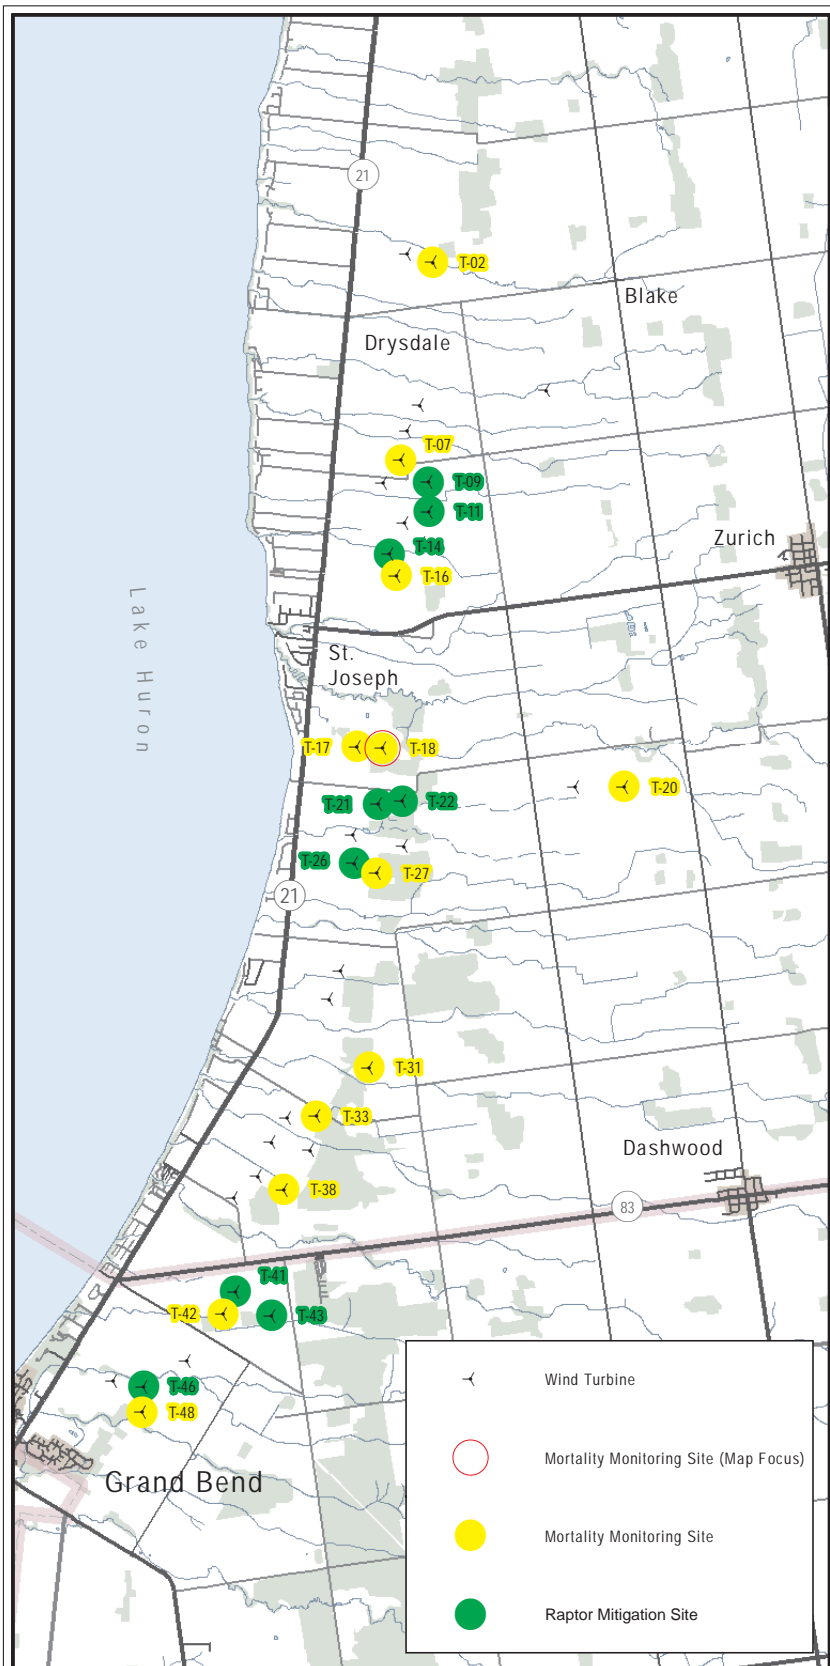 21
T-02
Blake
Drysdale
T-07
T-09
T-11
Zurich
T-14
T-16
Lake Huron
St.
Joseph
T-17
T-18
T-20
T-21
T-22
T-26
T-27
21
T-31
T-33
Dashwood
T-38
83
T-41
T-42
T-43
Wind Turbine
T-46
T-48
Mortality Monitoring Site (Map Focus)
Grand Bend
Mortality Monitoring Site
Raptor Mitigation Site